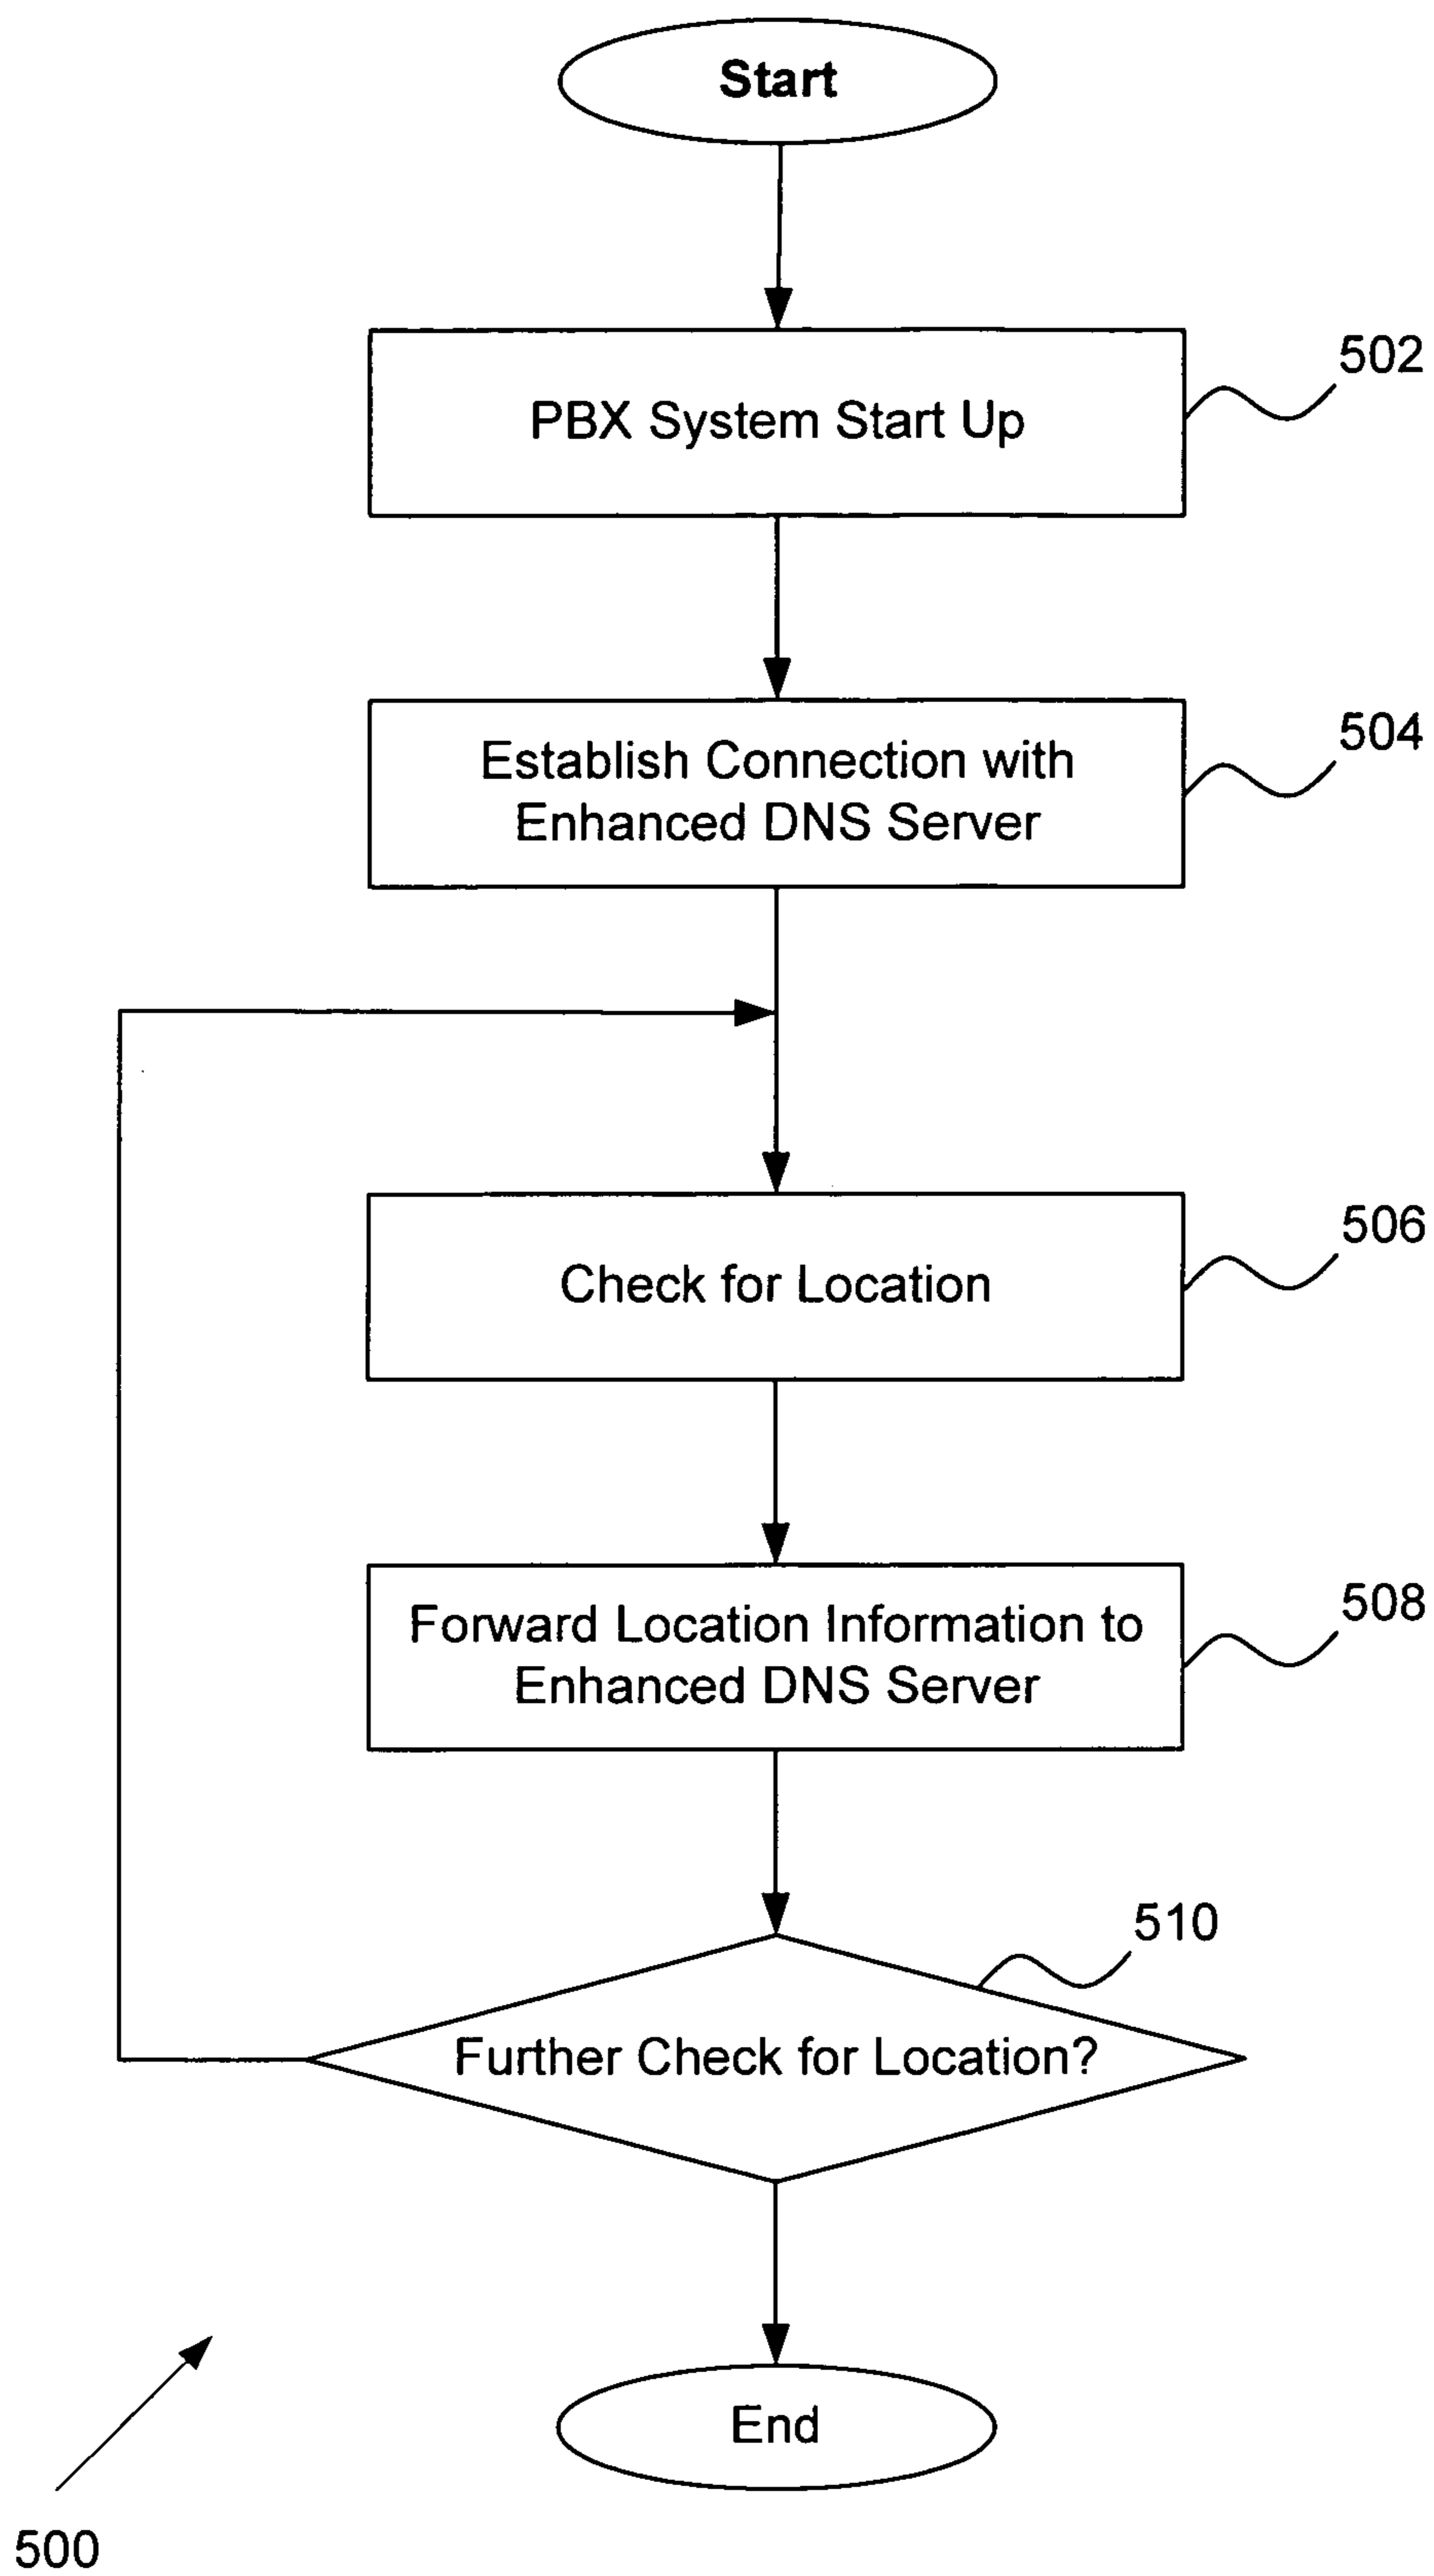 Start
PBX System Start Up
502
Establish Connection with
Enhanced DNS Server
504
Check for Location
506
Forward Location Information to
Enhanced DNS Server
508
510
Further Check for Location?
End
500